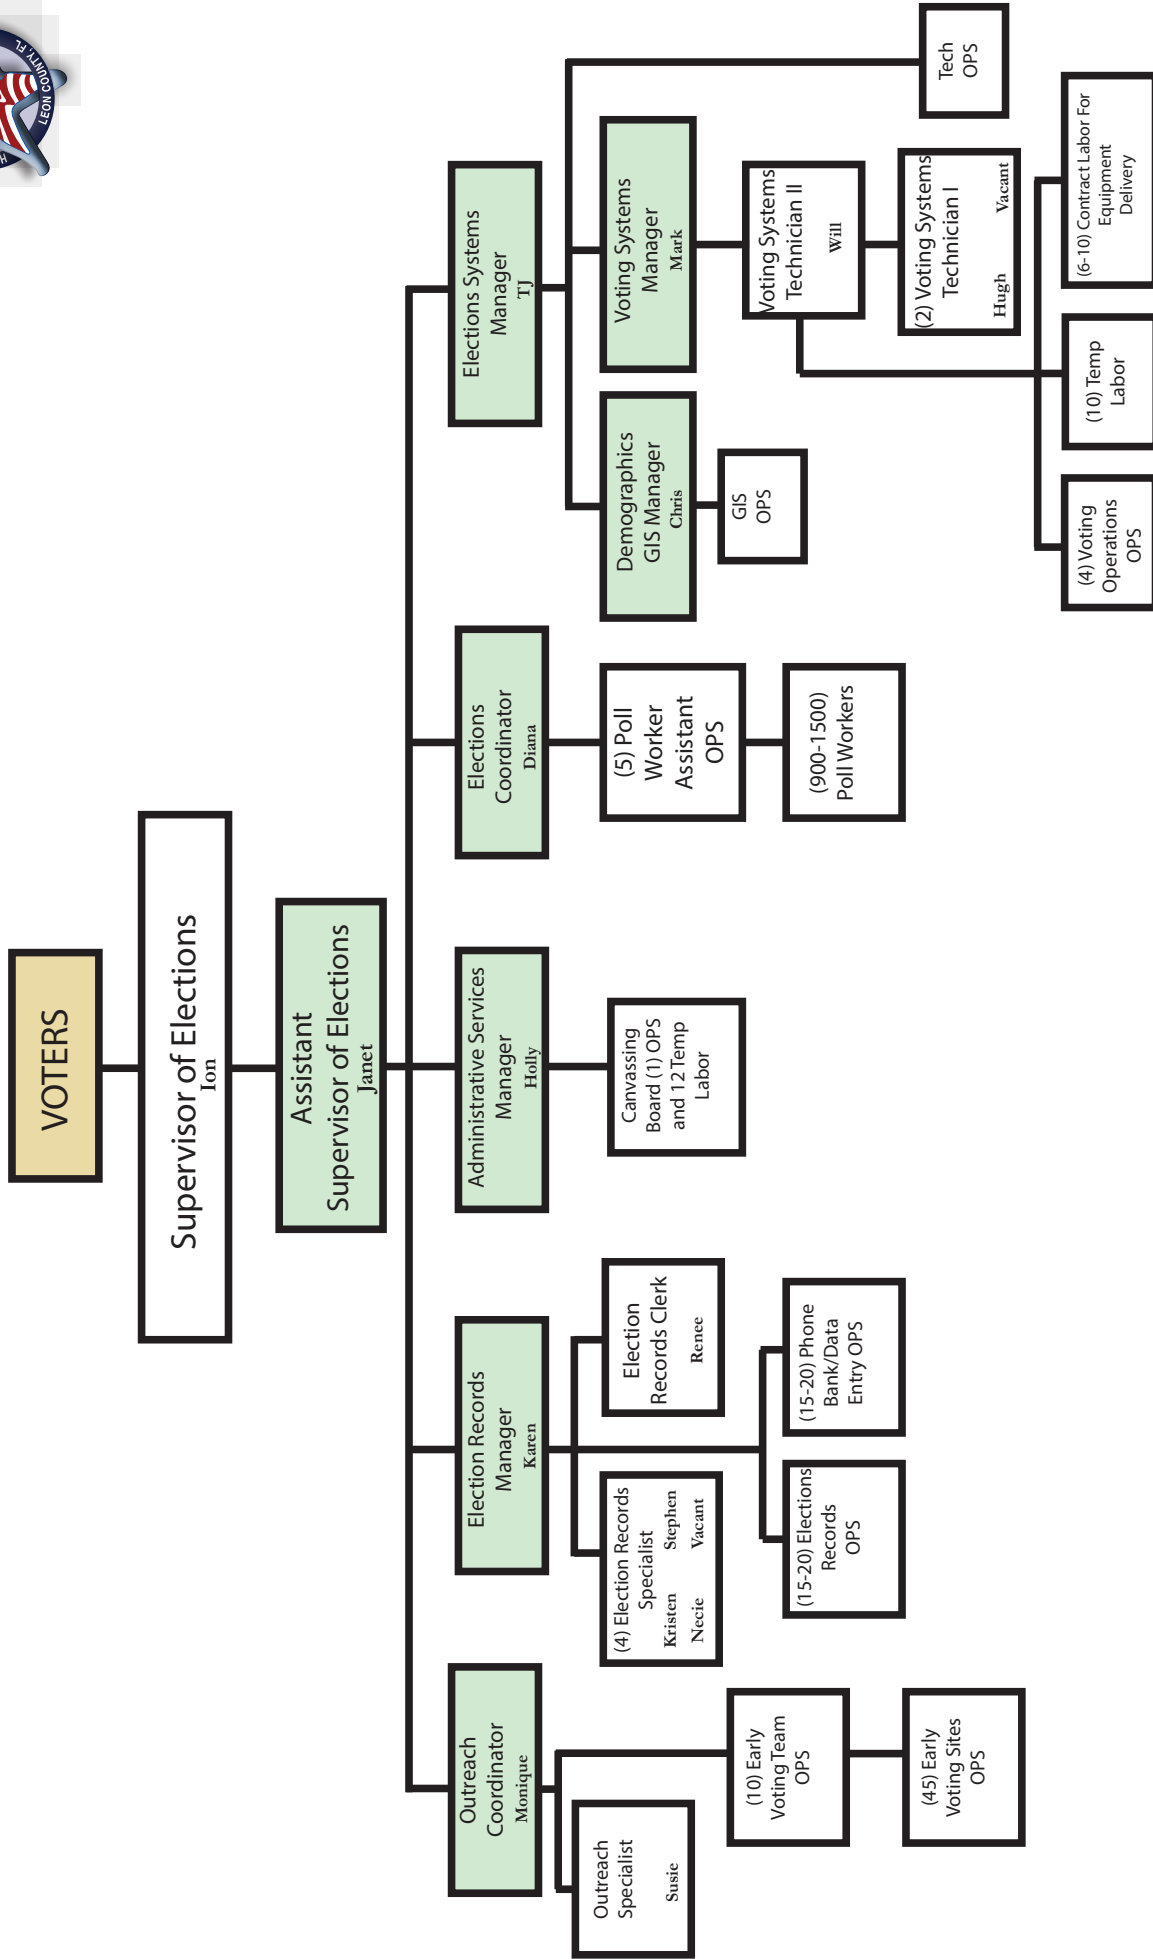 LEON COUNTY, FL
VOTERS
Supervisor of Elections
Ion
Assistant
Supervisor of Elections
Janet
Outreach
Coordinator
Monique
Election Records
Manager
Karen
Administrative Services
Manager
Holly
Elections
Coordinator
Diana
Elections Systems
Manager
TJ
Outreach
Specialist
Susie
(10) Early
Voting Team
OPS
(45) Early
Voting Sites
OPS
(4) Election Records
Specialist
Kristen Stephen
Necie Vacant
Election
Records Clerk
Renee
(15-20) Elections
Records
OPS
(15-20) Phone
Bank/Data
Entry OPS
Canvassing
Board (1) OPS
and 12 Temp
Labor
(5) Poll
Worker
Assistant
OPS
(900-1500)
Poll Workers
Demographics
GIS Manager
Chris
GIS
OPS
Voting Systems
Manager
Mark
Voting Systems
Technician II
Will
(2) Voting Systems
Technician I
Hugh Vacant
Tech
OPS
(4) Voting
Operations
OPS
(10) Temp
Labor
(6-10) Contract Labor For
Equipment
Delivery